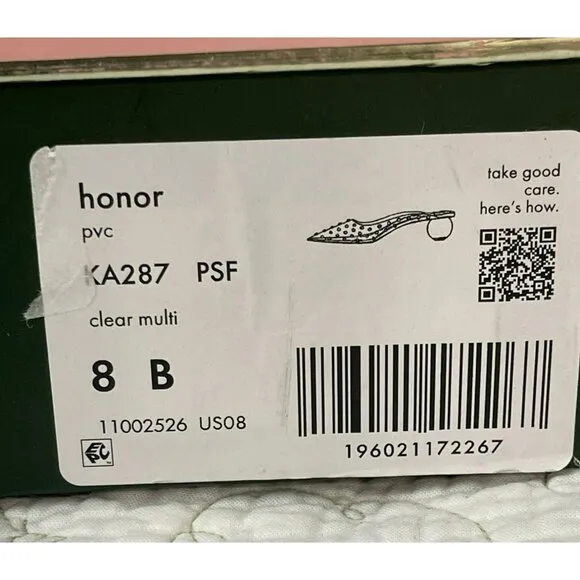 honor
pvc
KA287 PSF
clear multi
8 B
11002526 US08
take good
care.
here's how.
196021172267